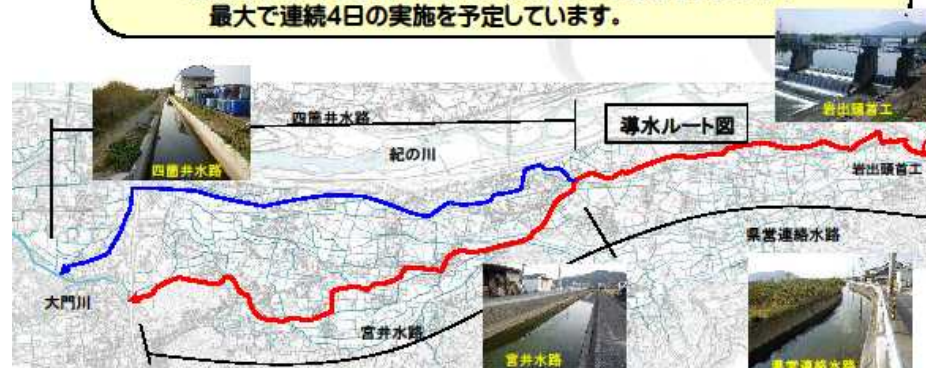 最大で連続4日の実施を予定しています。
岩出頭首工
四箇井水路
導水ルート図
紀の川
四箇井水路
岩出頭首工
県営連絡水路
大門川
宮井水路
宮井水路
県営連絡水路